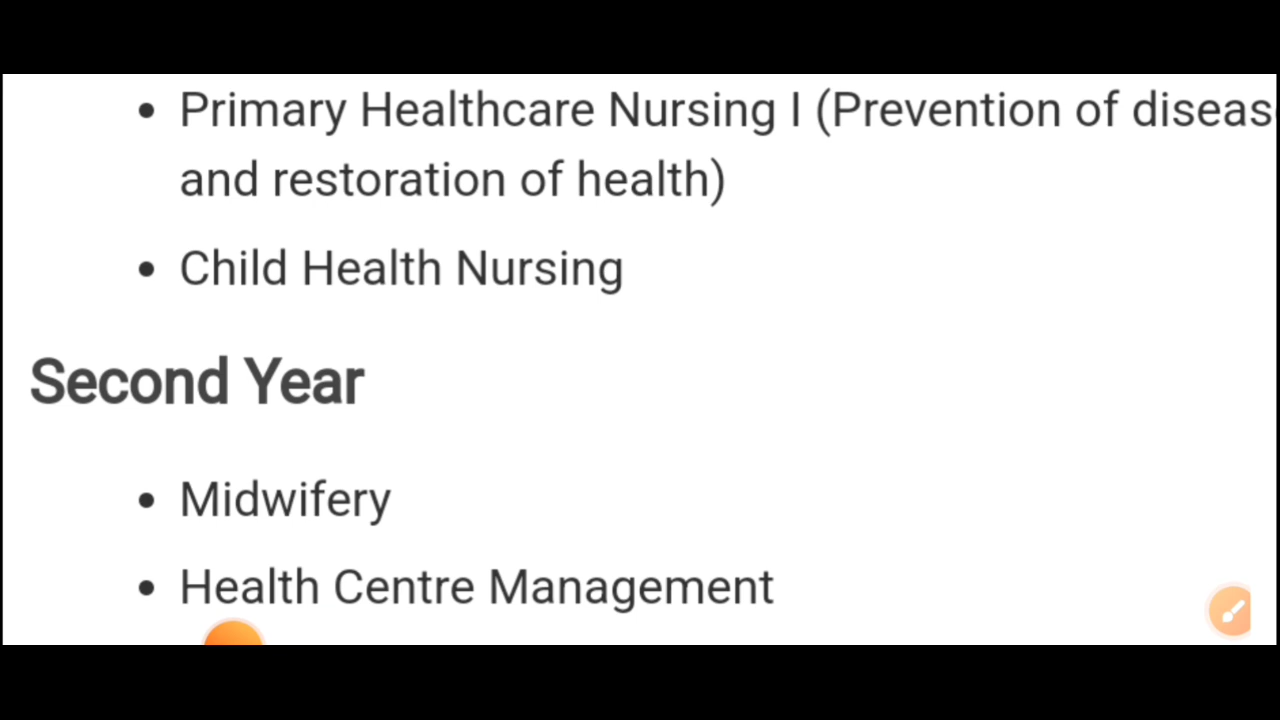 Primary Healthcare Nursing I (Prevention of diseas
and restoration of health)
Child Health Nursing
Second Year
Midwifery
Health Centre Management